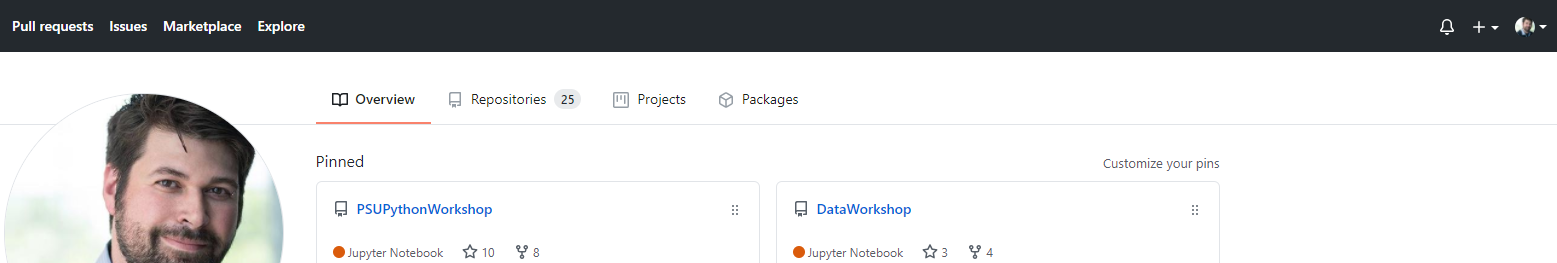 Pull requests Issues Marketplace Explore
Overview Repositories 25 Projects Packages
Pinned Customize your pins
PSUPythonWorkshop
Jupyter Notebook 10 8
DataWorkshop
Jupyter Notebook 3 4